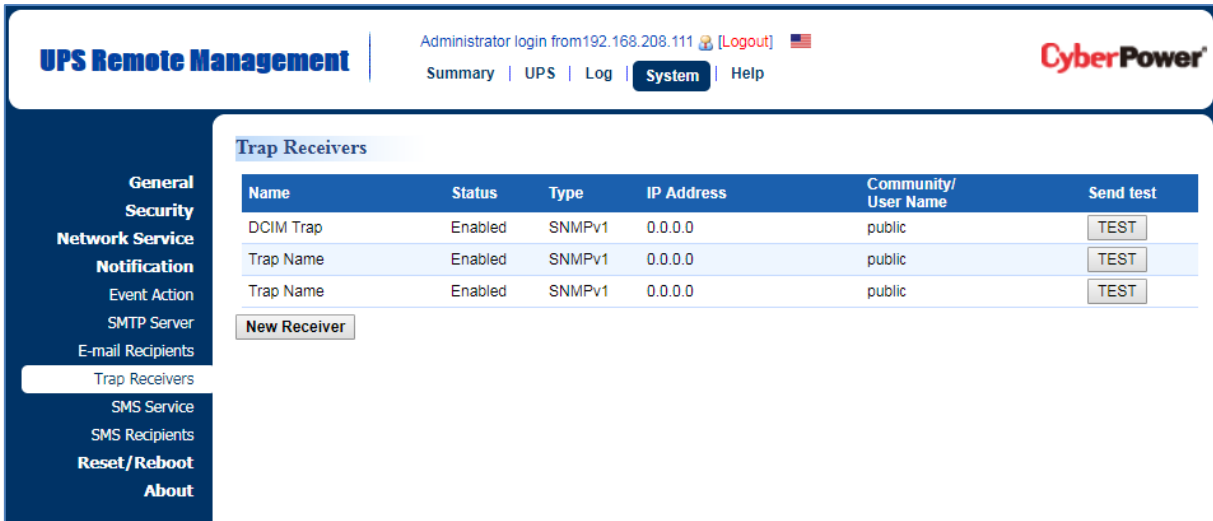 UPS Remote Management
Administrator login from192.168.208.111 [Logout]
Summary | UPS | Log | System | Help
CyberPower
General
Security
Network Service
Notification
Event Action
SMTP Server
E-mail Recipients
Trap Receivers
SMS Service
SMS Recipients
Reset/Reboot
About
Trap Receivers
Name Status Type IP Address Community/ User Name Send test
DCIM Trap Enabled SNMPv1 0.0.0.0 public TEST
Trap Name Enabled SNMPv1 0.0.0.0 public TEST
Trap Name Enabled SNMPv1 0.0.0.0 public TEST
New Receiver